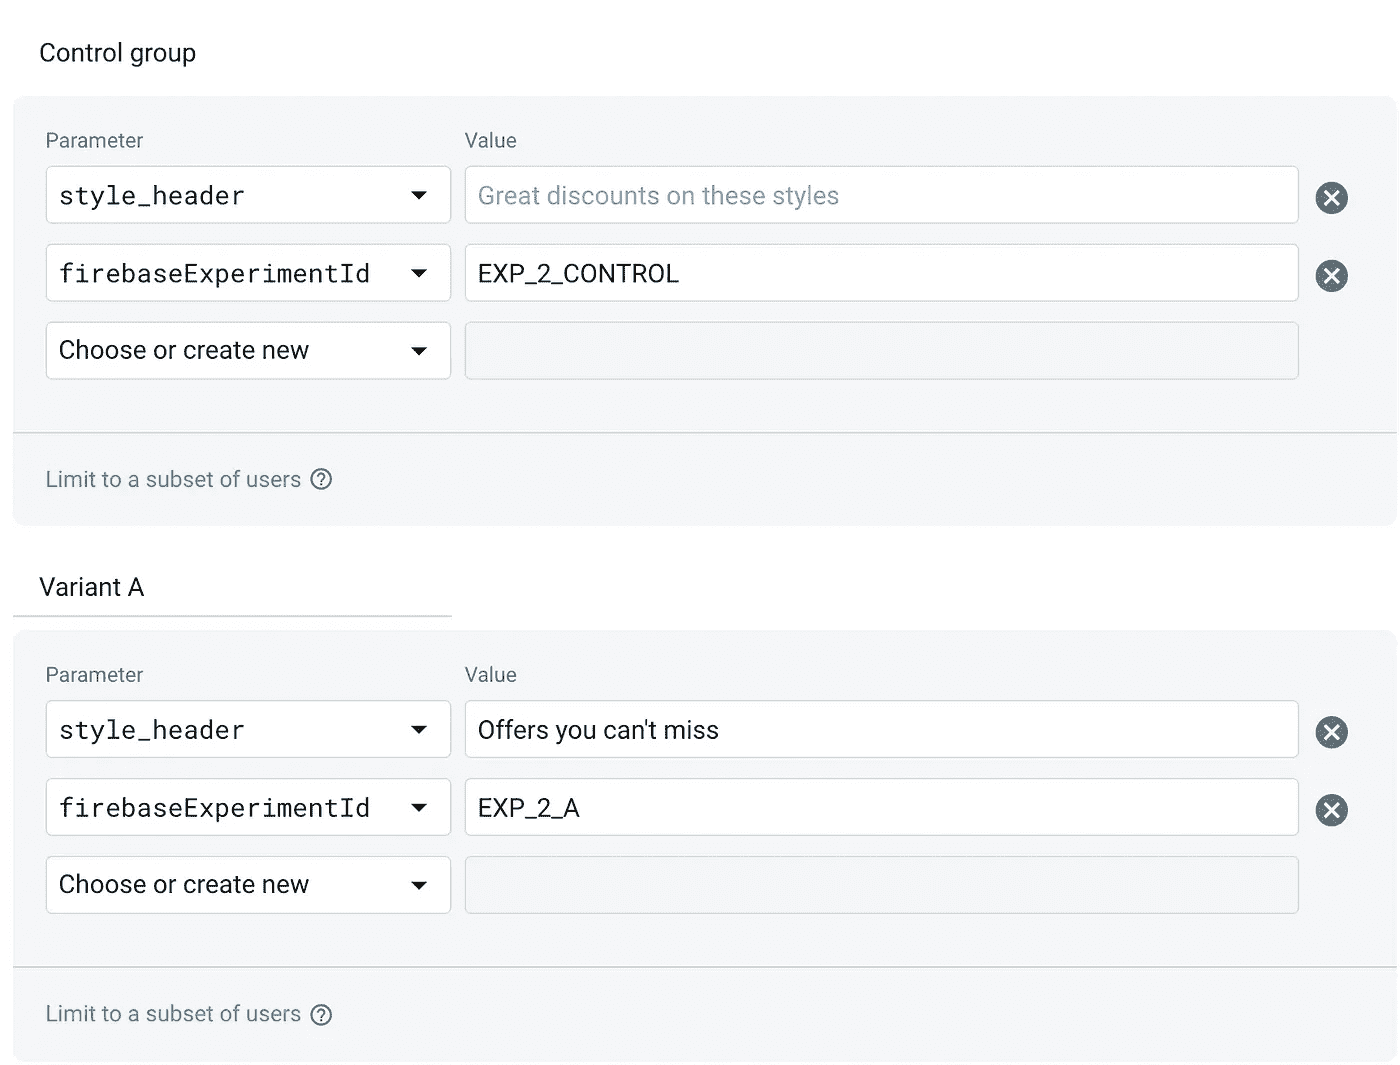 Control group
Parameter Value
style_header Great discounts on these styles
firebaseExperimentId EXP_2_CONTROL
Choose or create new
Limit to a subset of users ?
Variant A
Parameter Value
style_header Offers you can't miss
firebaseExperimentId EXP_2_A
Choose or create new
Limit to a subset of users ?